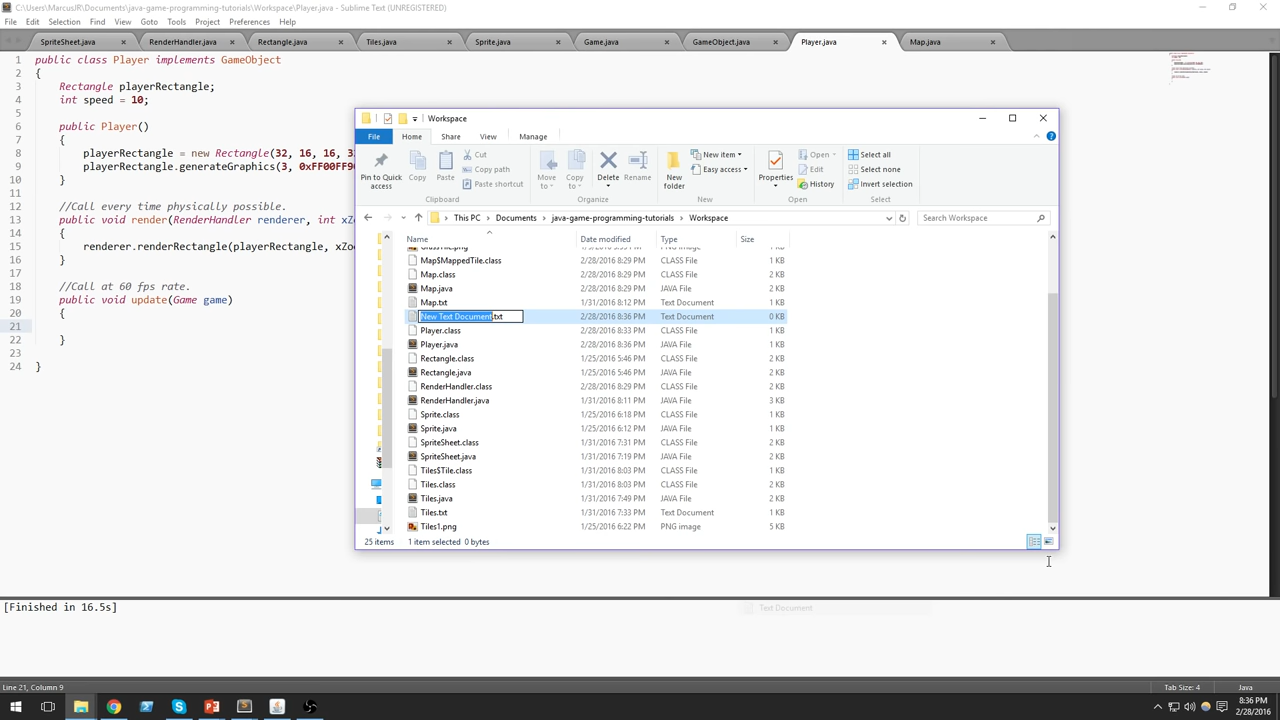 C:\Users\MarcusJR\Documents\java-game-programming-tutorials\Workspace\Player.java - Sublime Text (UNREGISTERED)
File Edit Selection Find View Goto Tools Project Preferences Help
SpriteSheet.java RenderHandler.java Rectangle.java Tiles.java Sprite.java Game.java GameObject.java Player.java Map.java
1 public class Player implements GameObject
2 {
3 Rectangle playerRectangle;
4 int speed = 10;
5
6 public Player()
7 {
8 playerRectangle = new Rectangle(32, 16, 16, 3
9 playerRectangle.generateGraphics(3, 0xFF00FF9
10 }
11
12 //Call every time physically possible.
13 public void render(RenderHandler renderer, int xZ
14 {
15 renderer.renderRectangle(playerRectangle, xZo
16 }
17
18 //Call at 60 fps rate.
19 public void update(Game game)
20 {
21
22 }
23
24 }
Workspace
File Home Share View Manage
Pin to Quick access Copy Paste Cut Copy path Paste shortcut Move to Copy to Delete Rename New folder New item Easy access Properties Open Edit History Select all Select none Invert selection
Clipboard Organize New Open Select
This PC Documents java-game-programming-tutorials Workspace Search Workspace
Name Date modified Type Size
Map$MappedTile.class 2/28/2016 8:29 PM CLASS File 1 KB
Map.class 2/28/2016 8:29 PM CLASS File 2 KB
Map.java 2/28/2016 8:29 PM JAVA File 2 KB
Map.txt 1/31/2016 8:12 PM Text Document 1 KB
New Text Document.txt 2/28/2016 8:36 PM Text Document 0 KB
Player.class 2/28/2016 8:33 PM CLASS File 1 KB
Player.java 2/28/2016 8:36 PM JAVA File 1 KB
Rectangle.class 1/25/2016 5:46 PM CLASS File 2 KB
Rectangle.java 1/25/2016 5:46 PM JAVA File 2 KB
RenderHandler.class 2/28/2016 8:29 PM CLASS File 2 KB
RenderHandler.java 1/31/2016 8:11 PM JAVA File 3 KB
Sprite.class 1/25/2016 6:18 PM CLASS File 1 KB
Sprite.java 1/25/2016 6:12 PM JAVA File 1 KB
SpriteSheet.class 1/31/2016 7:31 PM CLASS File 2 KB
SpriteSheet.java 1/31/2016 7:19 PM JAVA File 2 KB
Tiles$Tile.class 1/31/2016 8:03 PM CLASS File 1 KB
Tiles.class 1/31/2016 8:03 PM CLASS File 2 KB
Tiles.java 1/31/2016 7:49 PM JAVA File 2 KB
Tiles.txt 1/31/2016 7:33 PM Text Document 1 KB
Tiles1.png 1/25/2016 6:22 PM PNG image 5 KB
25 items 1 item selected 0 bytes
[Finished in 16.5s]
Text Document
Line 21, Column 9 Tab Size: 4 Java
8:36 PM
2/28/2016